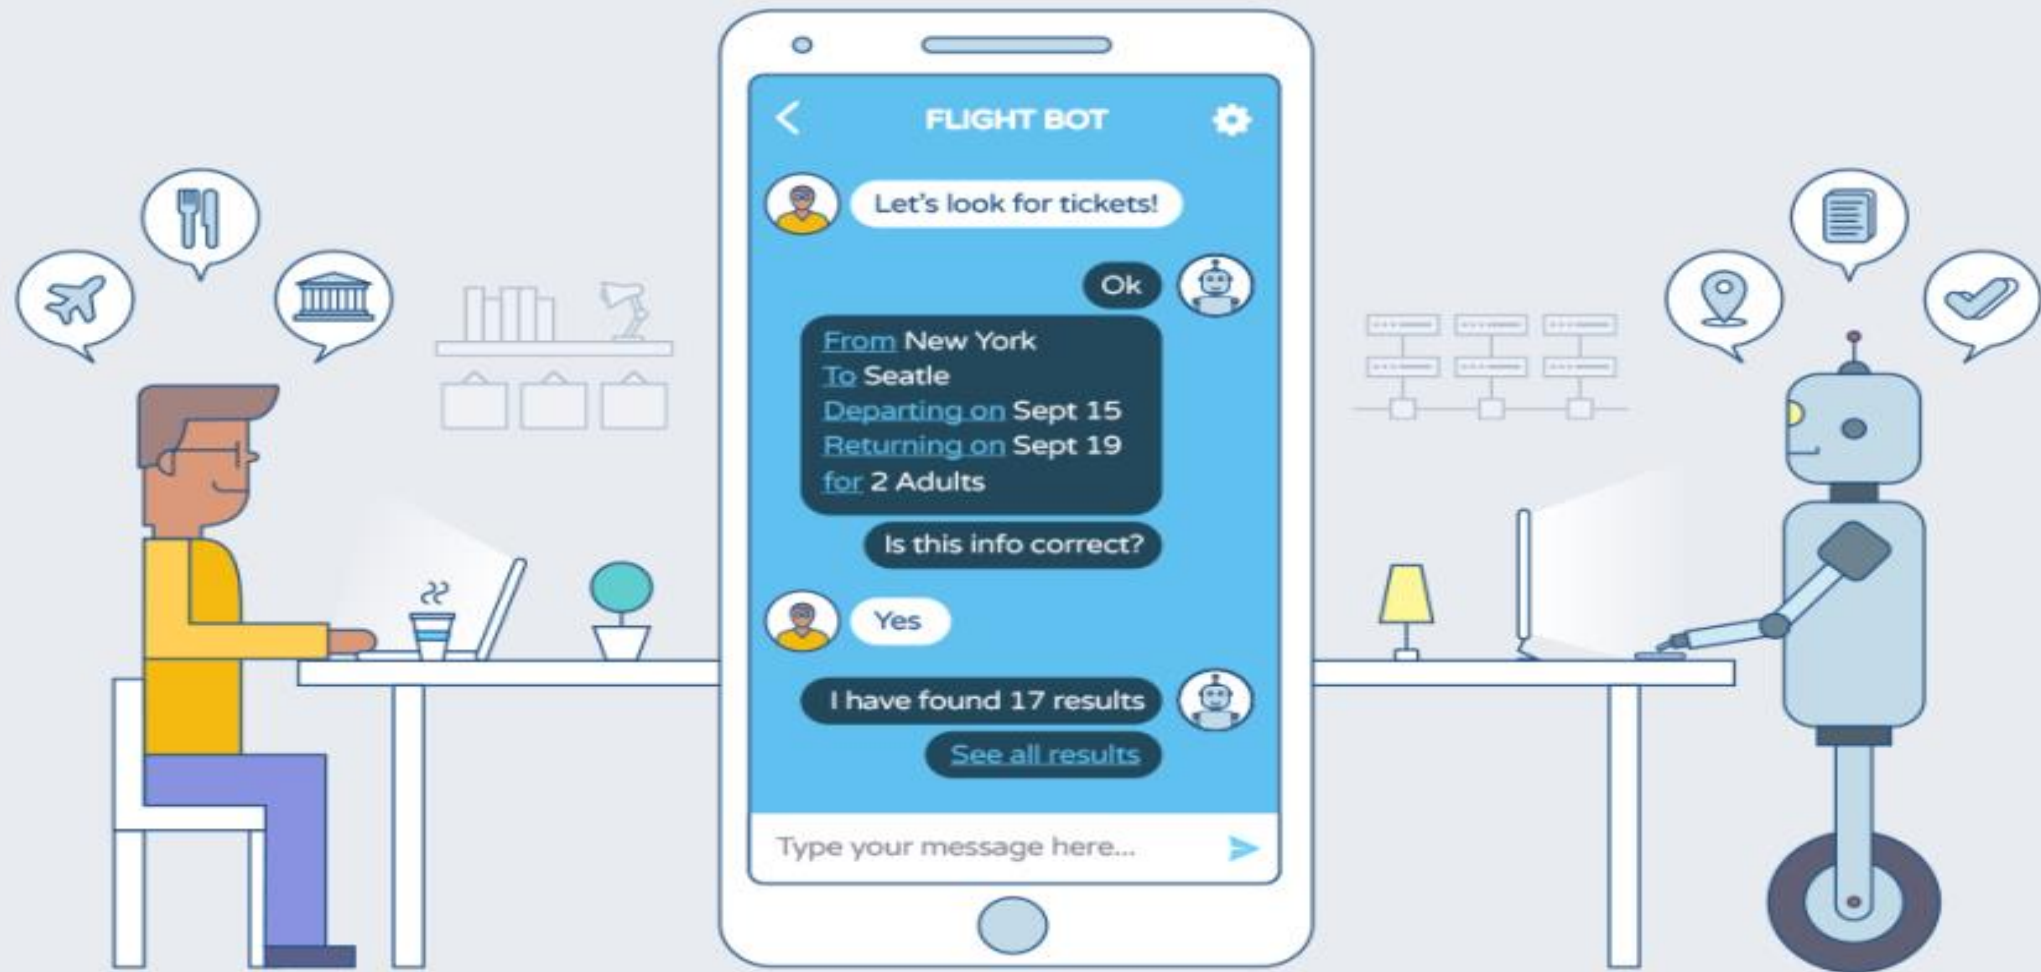 FLIGHT BOT
Let's look for tickets!
Ok
From New York
To Seatle
Departing on Sept 15
Returning on Sept 19
for 2 Adults
Is this info correct?
Yes
I have found 17 results
See all results
Type your message here...